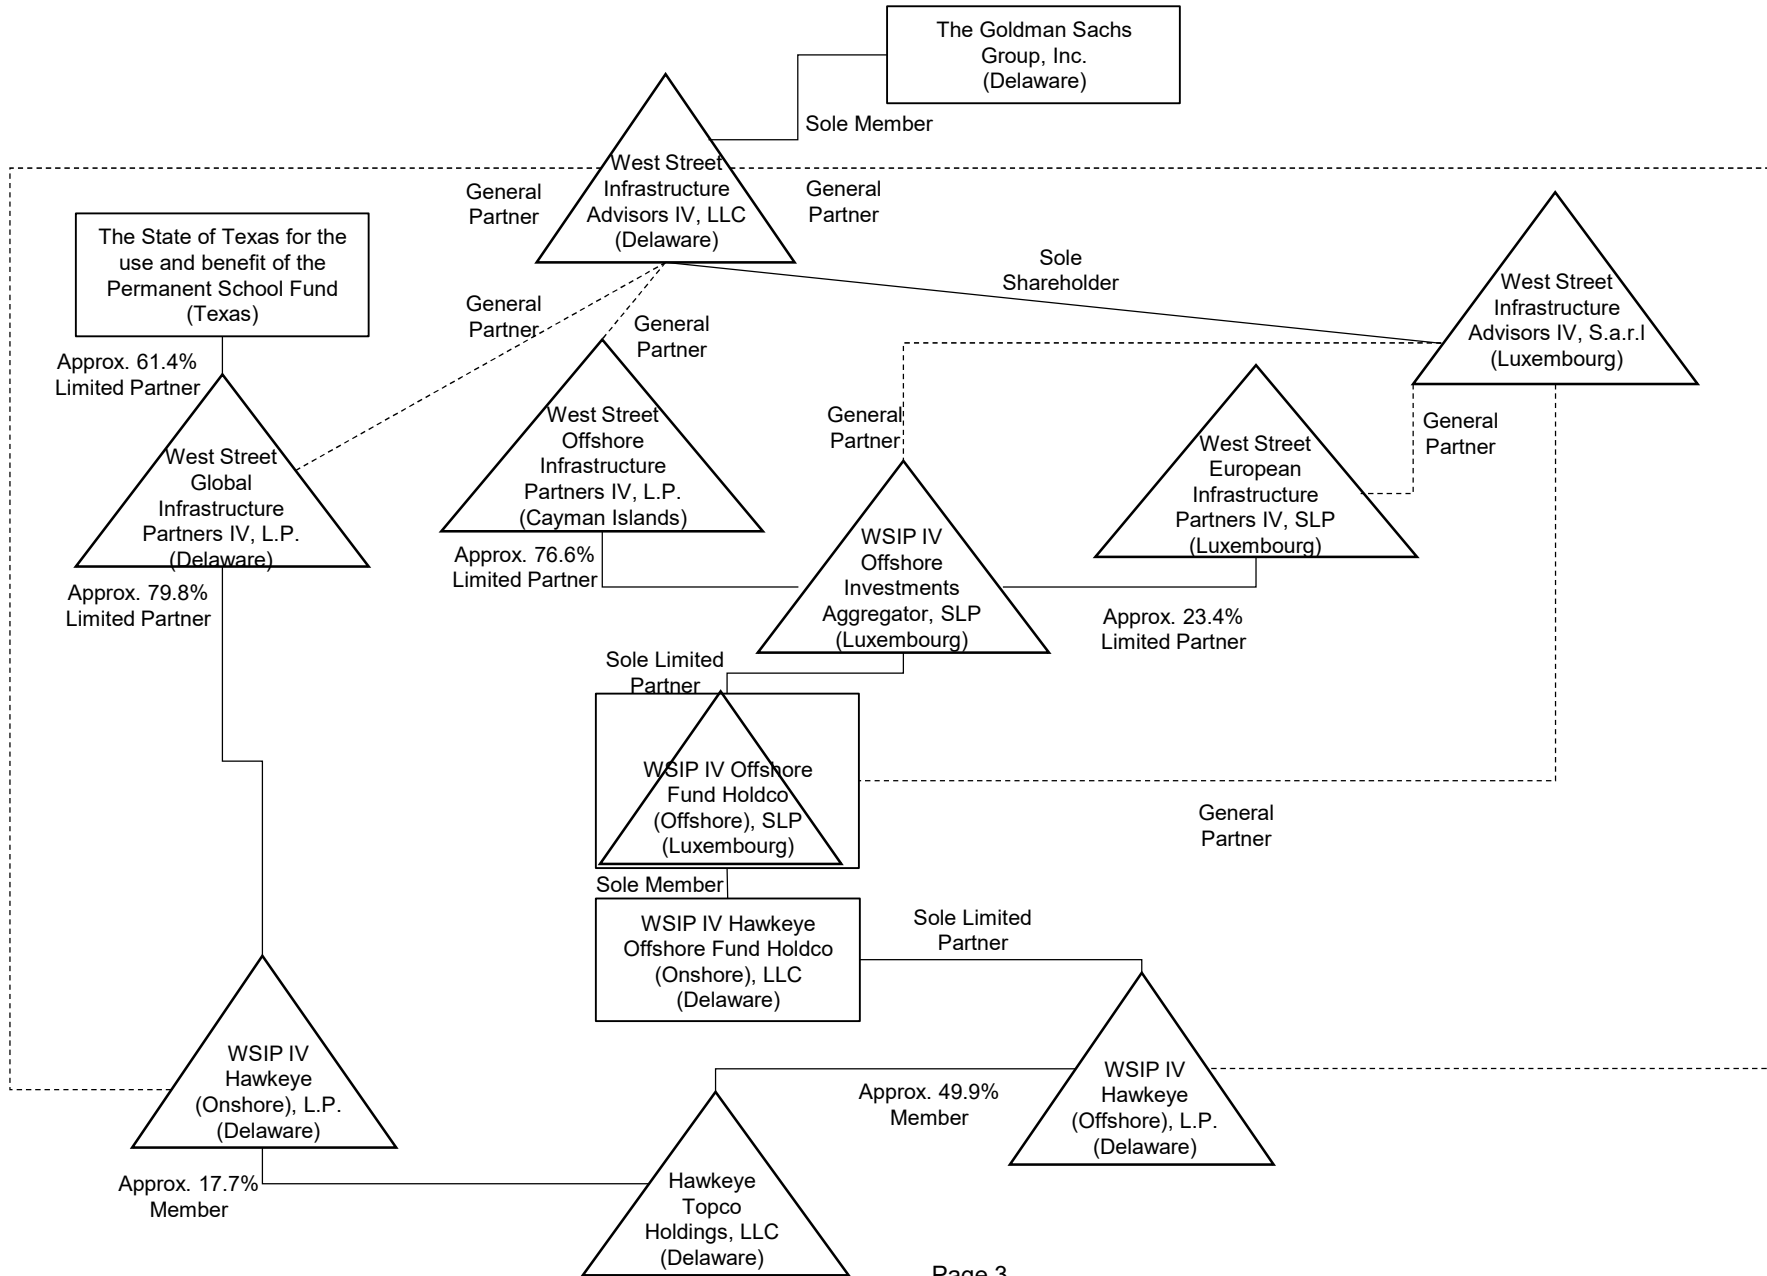 The Goldman Sachs
Group, Inc.
(Delaware)
Sole Member
West Street
Infrastructure
Advisors IV, LLC
(Delaware)
General
Partner
General
Partner
The State of Texas for the
use and benefit of the
Permanent School Fund
(Texas)
Sole
Shareholder
West Street
Infrastructure
Advisors IV, S.a.r.l
(Luxembourg)
General
Partner
General
Partner
Approx. 61.4%
Limited Partner
West Street
Global
Infrastructure
Partners IV, L.P.
(Delaware)
West Street
Offshore
Infrastructure
Partners IV, L.P.
(Cayman Islands)
General
Partner
West Street
European
Infrastructure
Partners IV, SLP
(Luxembourg)
General
Partner
Approx. 79.8%
Limited Partner
Approx. 76.6%
Limited Partner
WSIP IV
Offshore
Investments
Aggregator, SLP
(Luxembourg)
Approx. 23.4%
Limited Partner
Sole Limited
Partner
WSIP IV Offshore
Fund Holdco
(Offshore), SLP
(Luxembourg)
General
Partner
Sole Member
WSIP IV Hawkeye
Offshore Fund Holdco
(Onshore), LLC
(Delaware)
Sole Limited
Partner
WSIP IV
Hawkeye
(Onshore), L.P.
(Delaware)
Approx. 49.9%
Member
WSIP IV
Hawkeye
(Offshore), L.P.
(Delaware)
Approx. 17.7%
Member
Hawkeye
Topco
Holdings, LLC
(Delaware)
Page 3